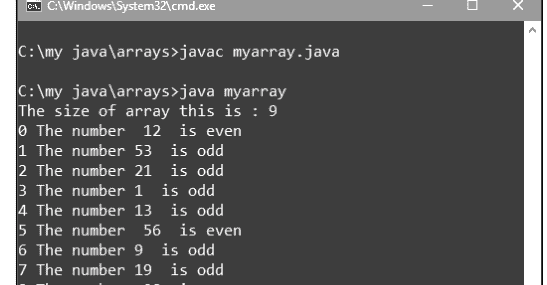 C:\Windows\System32\cmd.exe
C:\my java\arrays>javac myarray.java
C:\my java\arrays>java myarray
The size of array this is : 9
0 The number  12  is even
1 The number 53  is odd
2 The number 21  is odd
3 The number 1  is odd
4 The number 13  is odd
5 The number  56  is even
6 The number 9  is odd
7 The number 19  is odd